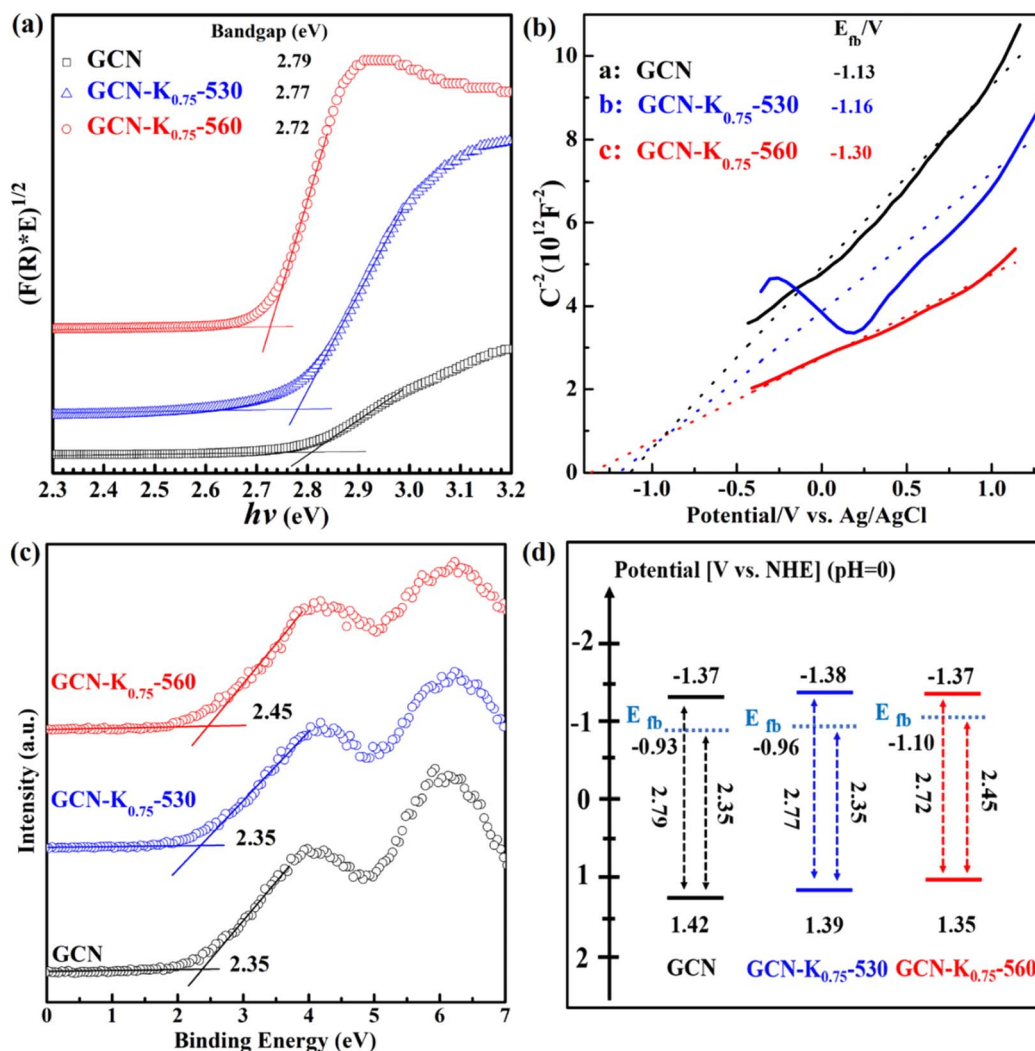 (a)
Bandgap (eV)
GCN 2.79
GCN-K0.75-530 2.77
GCN-K0.75-560 2.72
(F(R)*E)1/2
2.3 2.4 2.5 2.6 2.7 2.8 2.9 3.0 3.1 3.2
hν (eV)
(b)
Efb/V
a: GCN -1.13
b: GCN-K0.75-530 -1.16
c: GCN-K0.75-560 -1.30
C-2 (1012F-2)
10
8
6
4
2
0
-1.0 -0.5 0.0 0.5 1.0
Potential/V vs. Ag/AgCl
(c)
GCN-K0.75-560
2.45
GCN-K0.75-530
2.35
GCN
2.35
Intensity (a.u.)
0 1 2 3 4 5 6 7
Binding Energy (eV)
(d)
Potential [V vs. NHE] (pH=0)
-2
-1
0
1
2
-1.37 -1.38 -1.37
E fb E fb E fb
-0.93 -0.96 -1.10
2.79 2.35 2.77 2.35 2.72 2.45
1.42 1.39 1.35
GCN GCN-K0.75-530 GCN-K0.75-560